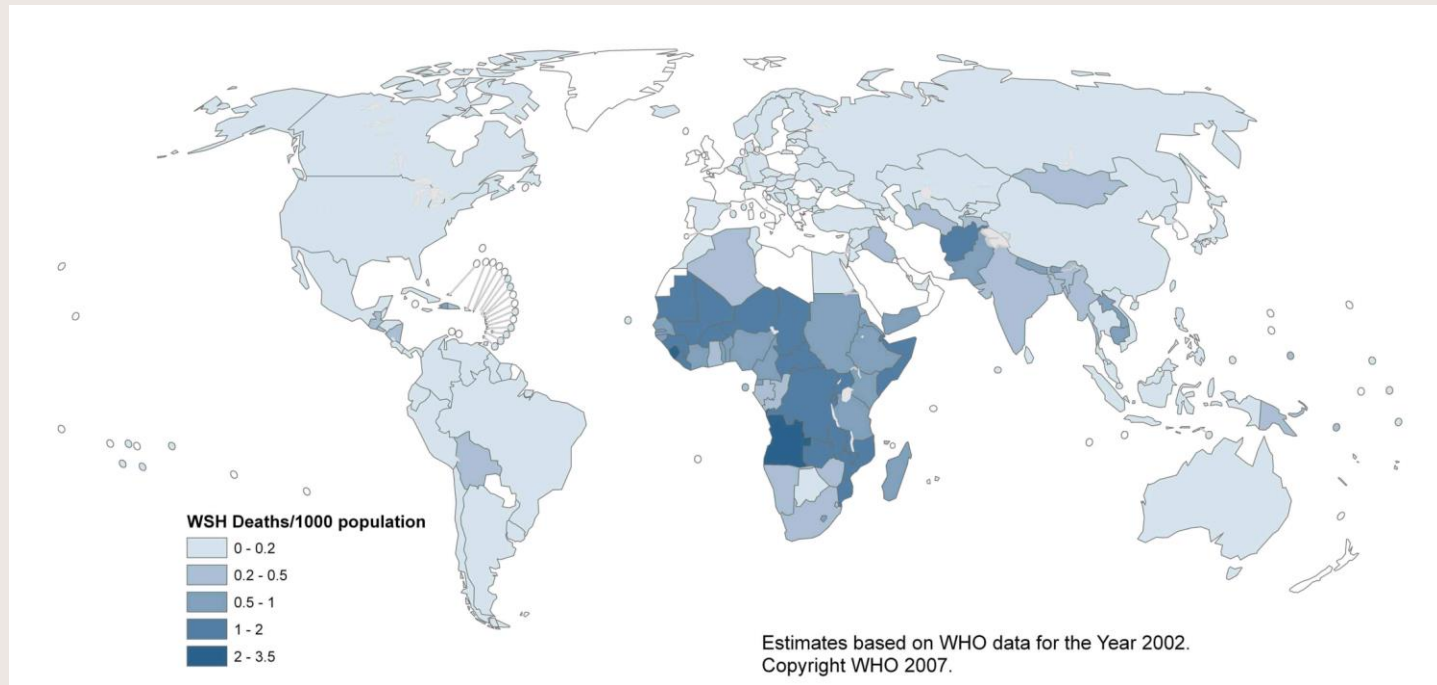 WSH Deaths/1000 population
0 - 0.2
0.2 - 0.5
0.5 - 1
1 - 2
2 - 3.5
Estimates based on WHO data for the Year 2002.
Copyright WHO 2007.